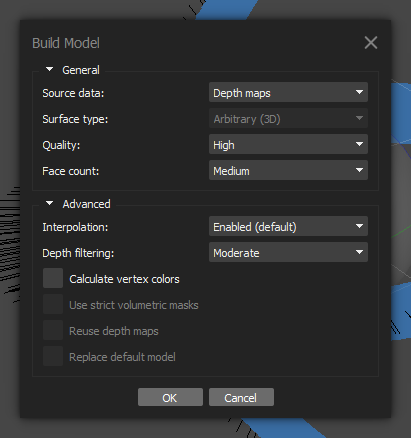 Build Model
General
Source data: Depth maps
Surface type: Arbitrary (3D)
Quality: High
Face count: Medium
Advanced
Interpolation: Enabled (default)
Depth filtering: Moderate
Calculate vertex colors
Use strict volumetric masks
Reuse depth maps
Replace default model
OK Cancel